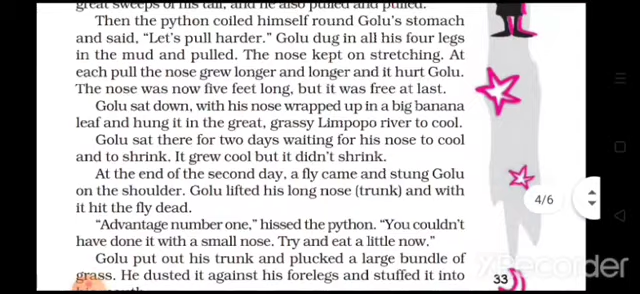 great sweeps of his tail, and he also pulled and pulled.
Then the python coiled himself round Golu's stomach
and said, "Let's pull harder." Golu dug in all his four legs
in the mud and pulled. The nose kept on stretching. At
each pull the nose grew longer and longer and it hurt Golu.
The nose was now five feet long, but it was free at last.
Golu sat down, with his nose wrapped up in a big banana
leaf and hung it in the great, grassy Limpopo river to cool.
Golu sat there for two days waiting for his nose to cool
and to shrink. It grew cool but it didn't shrink.
At the end of the second day, a fly came and stung Golu
on the shoulder. Golu lifted his long nose (trunk) and with
it hit the fly dead.
"Advantage number one," hissed the python. "You couldn't
have done it with a small nose. Try and eat a little now."
Golu put out his trunk and plucked a large bundle of
grass. He dusted it against his forelegs and stuffed it into
4/6
XRecorder
33